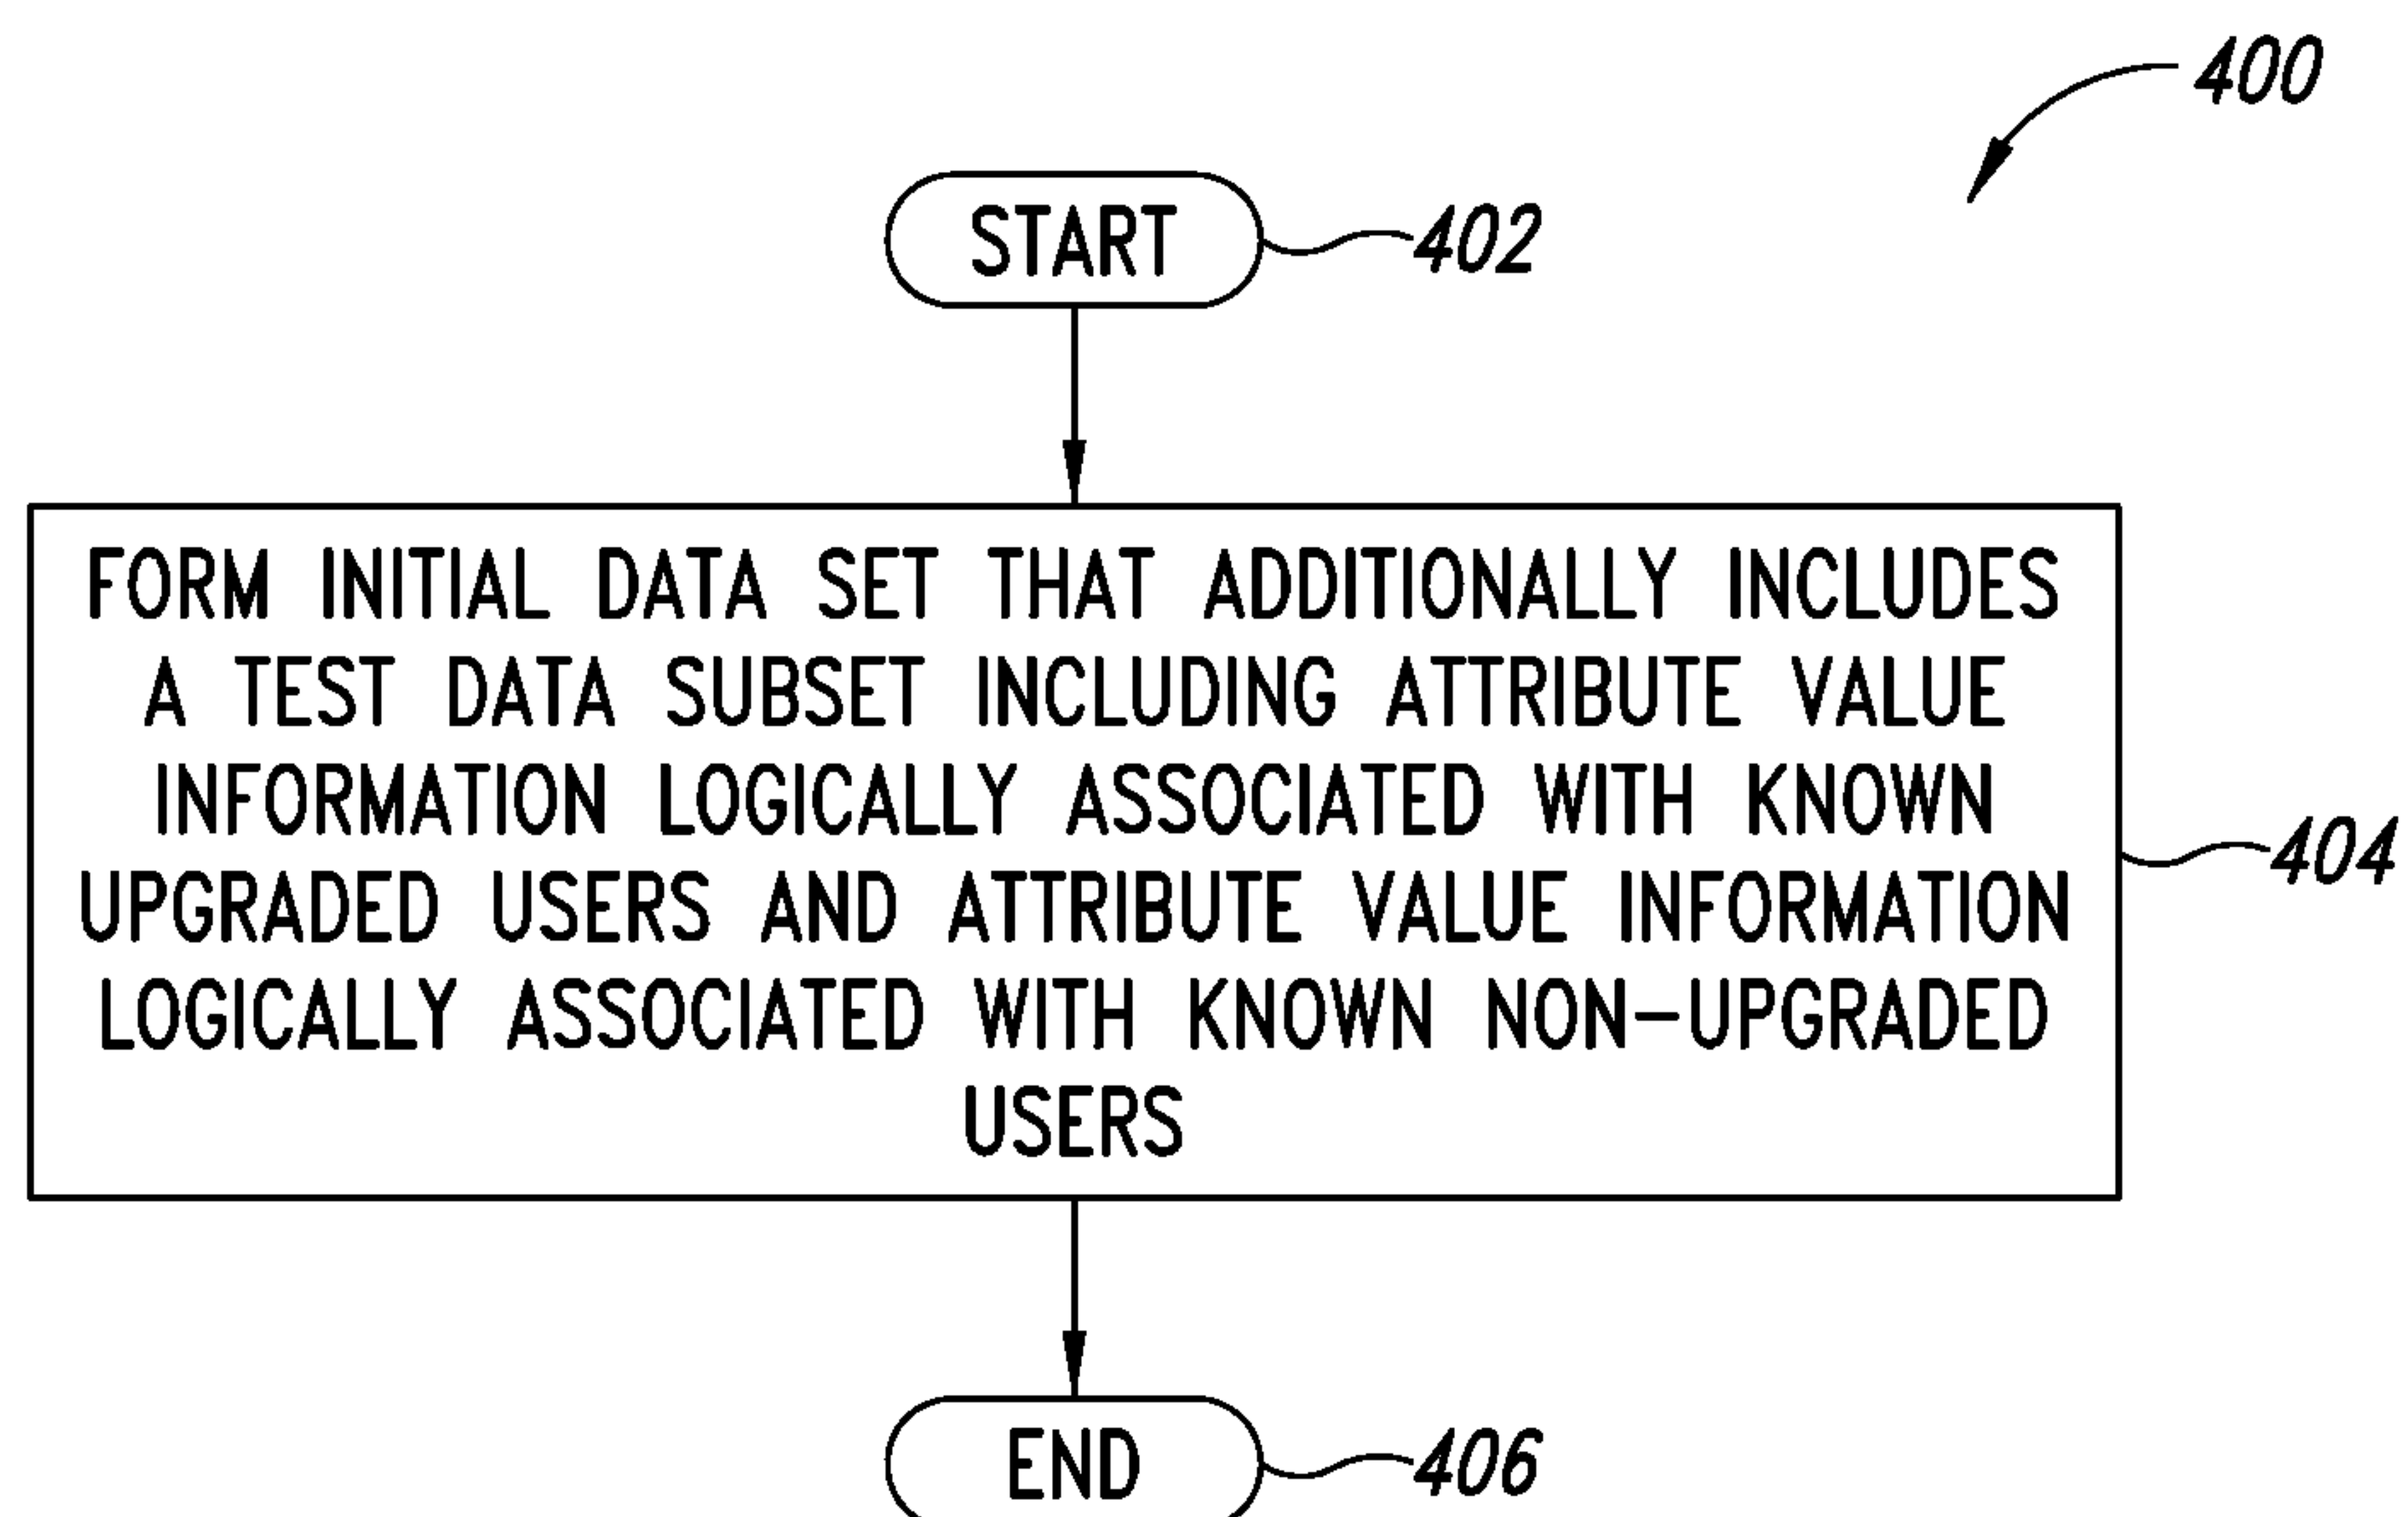 400
START
402
FORM INITIAL DATA SET THAT ADDITIONALLY INCLUDES
A TEST DATA SUBSET INCLUDING ATTRIBUTE VALUE
INFORMATION LOGICALLY ASSOCIATED WITH KNOWN
UPGRADED USERS AND ATTRIBUTE VALUE INFORMATION
LOGICALLY ASSOCIATED WITH KNOWN NON-UPGRADED
USERS
404
END
406